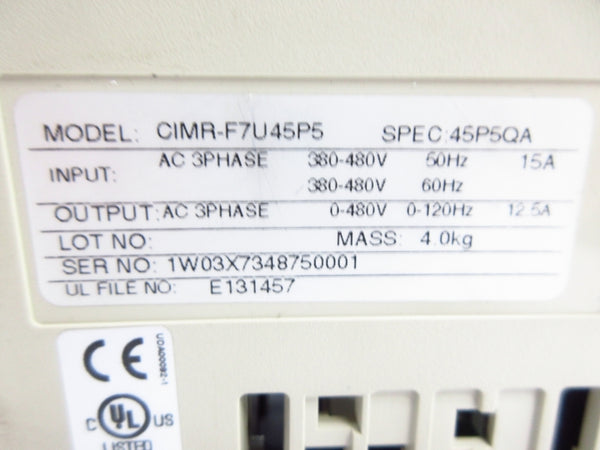 MODEL: CIMR-F7U45P5 SPEC: 45P5QA
INPUT: AC 3PHASE 380-480V 50Hz 15A
380-480V 60Hz
OUTPUT: AC 3PHASE 0-480V 0-120Hz 12.5A
LOT NO: MASS: 4.0kg
SER NO: 1W03X7348750001
UL FILE NO: E131457
CE
C UL US
LISTED